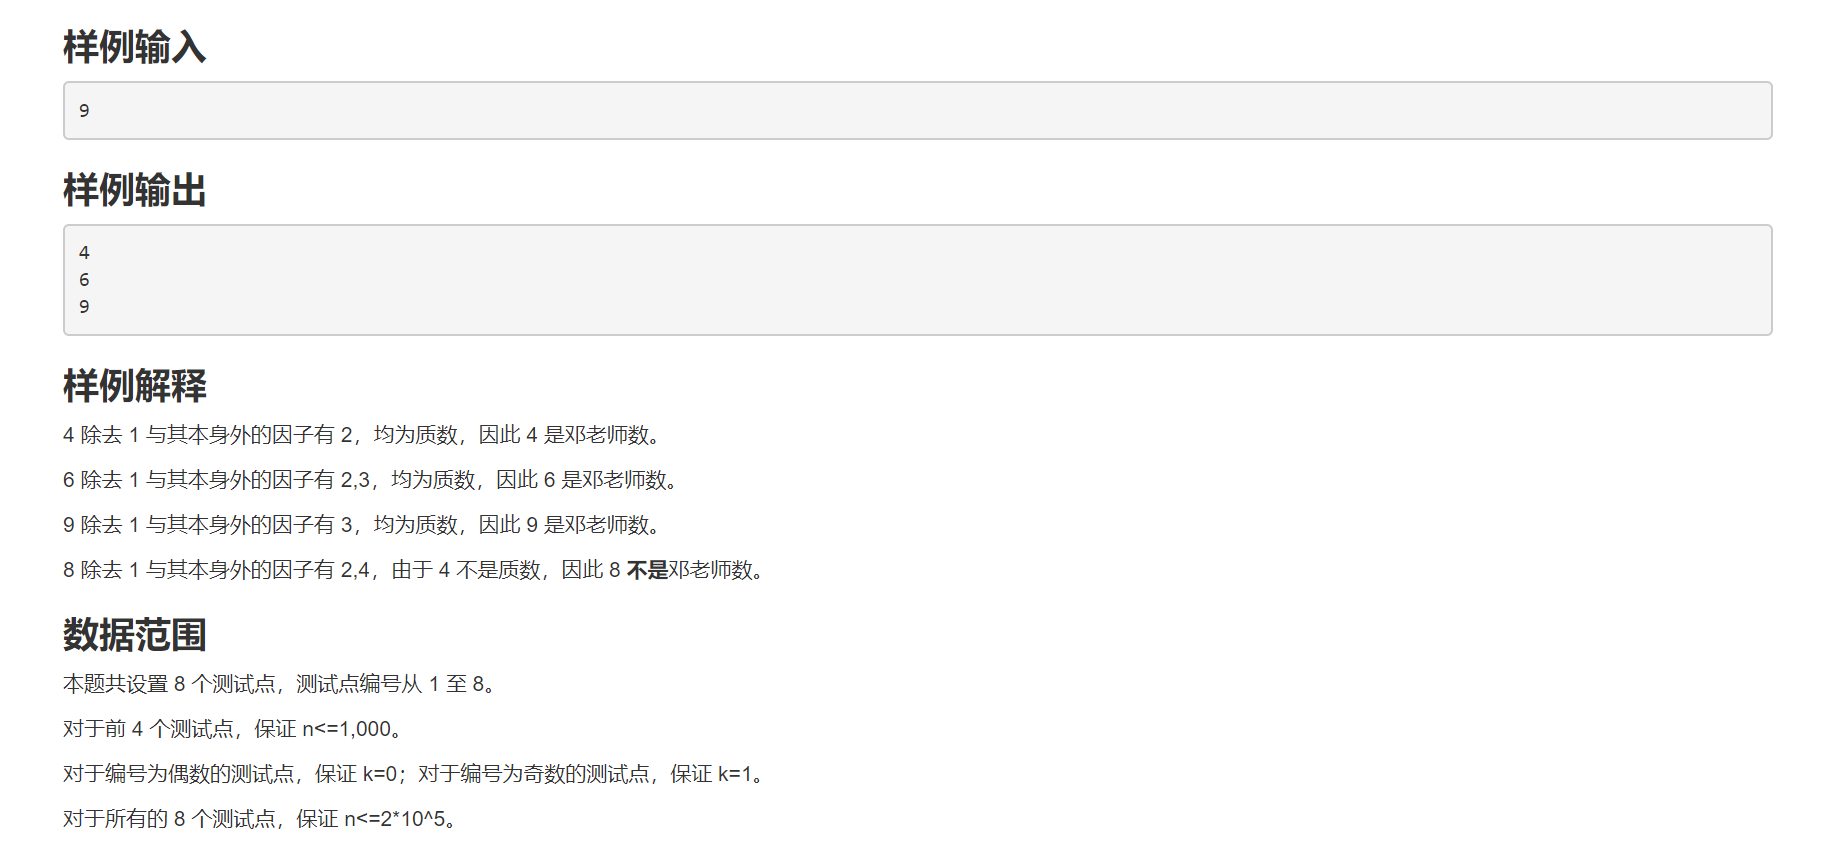 样例输入
9
样例输出
4
6
9
样例解释
4 除去 1 与其本身外的因子有 2，均为质数，因此 4 是邓老师数。
6 除去 1 与其本身外的因子有 2,3，均为质数，因此 6 是邓老师数。
9 除去 1 与其本身外的因子有 3，均为质数，因此 9 是邓老师数。
8 除去 1 与其本身外的因子有 2,4，由于 4 不是质数，因此 8 不是邓老师数。
数据范围
本题共设置 8 个测试点，测试点编号从 1 至 8。
对于前 4 个测试点，保证 n<=1,000。
对于编号为偶数的测试点，保证 k=0；对于编号为奇数的测试点，保证 k=1。
对于所有的 8 个测试点，保证 n<=2*10^5。